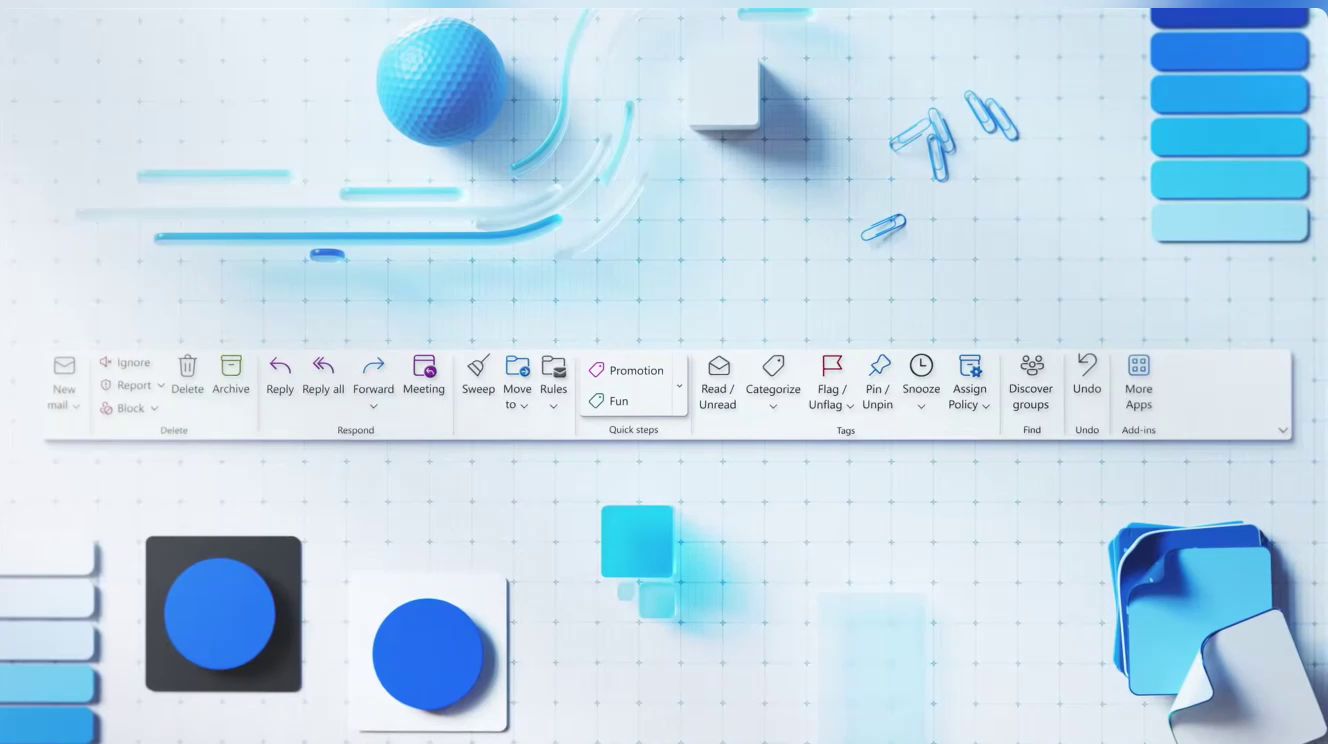 New
mail
Ignore
Report
Block
Delete
Archive
Delete
Reply
Reply all
Forward
Meeting
Respond
Sweep
Move
to
Rules
Promotion
Fun
Quick steps
Read /
Unread
Categorize
Flag /
Unflag
Pin /
Unpin
Snooze
Assign
Policy
Tags
Discover
groups
Find
Undo
Undo
More
Apps
Add-ins